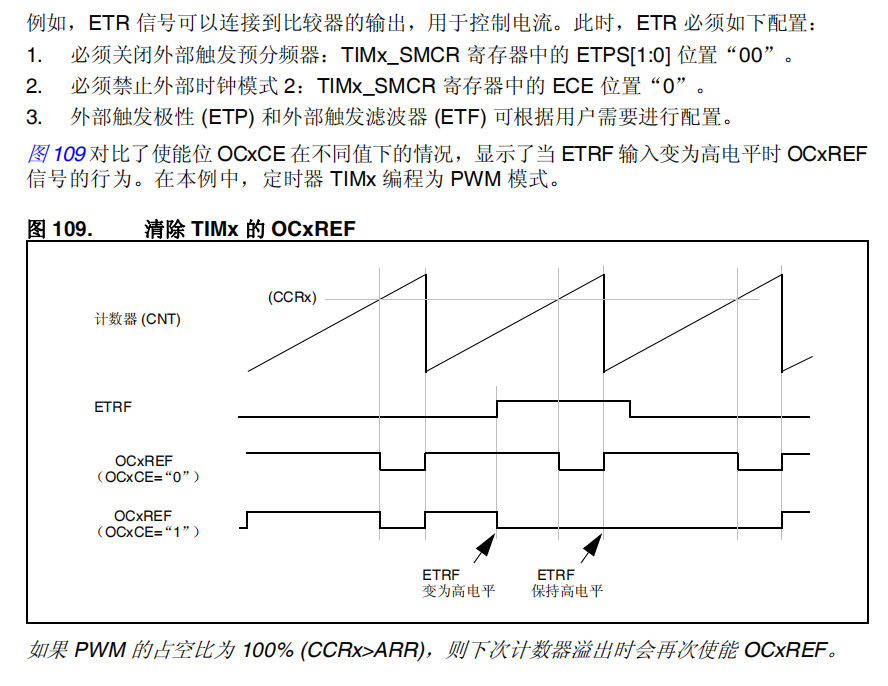 例如，ETR 信号可以连接到比较器的输出，用于控制电流。此时，ETR 必须如下配置：
1. 必须关闭外部触发预分频器：TIMx_SMCR 寄存器中的 ETPS[1:0] 位置“00”。
2. 必须禁止外部时钟模式 2：TIMx_SMCR 寄存器中的 ECE 位置“0”。
3. 外部触发极性 (ETP) 和外部触发滤波器 (ETF) 可根据用户需要进行配置。
图 109 对比了使能位 OCxCE 在不同值下的情况，显示了当 ETRF 输入变为高电平时 OCxREF
信号的行为。在本例中，定时器 TIMx 编程为 PWM 模式。
图 109. 清除 TIMx 的 OCxREF
(CCRx)
计数器 (CNT)
ETRF
OCxREF
（OCxCE=“0”）
OCxREF
（OCxCE=“1”）
ETRF
变为高电平
ETRF
保持高电平
如果 PWM 的占空比为 100% (CCRx>ARR)，则下次计数器溢出时会再次使能 OCxREF。